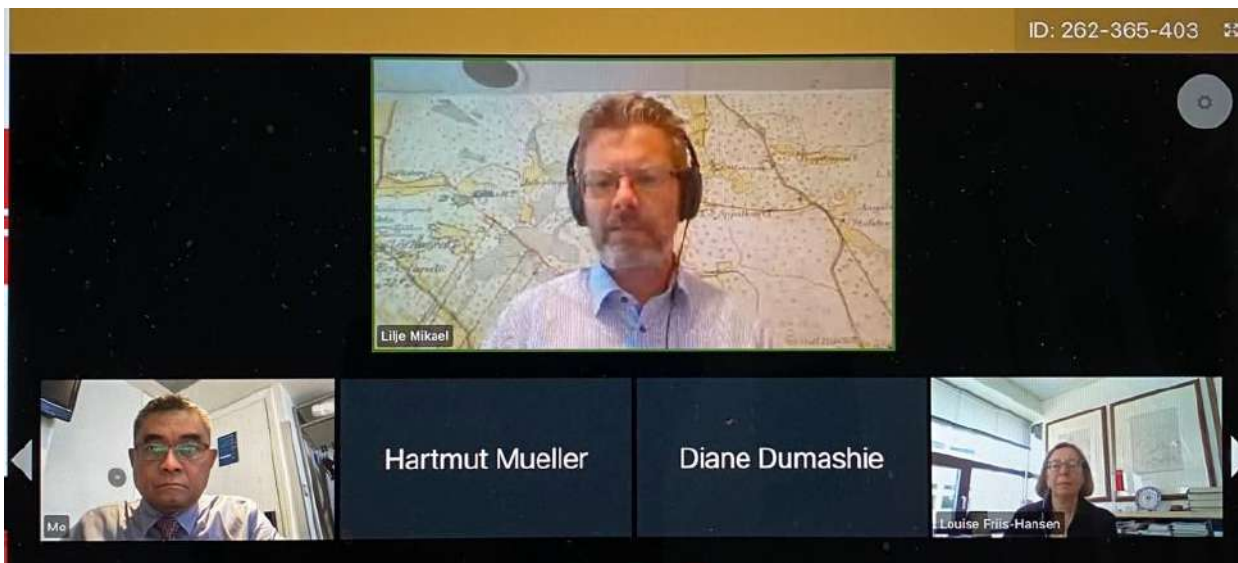 ID: 262-365-403
Lilje Mikael
Mo
Hartmut Mueller
Diane Dumashie
Louise Friis-Hansen